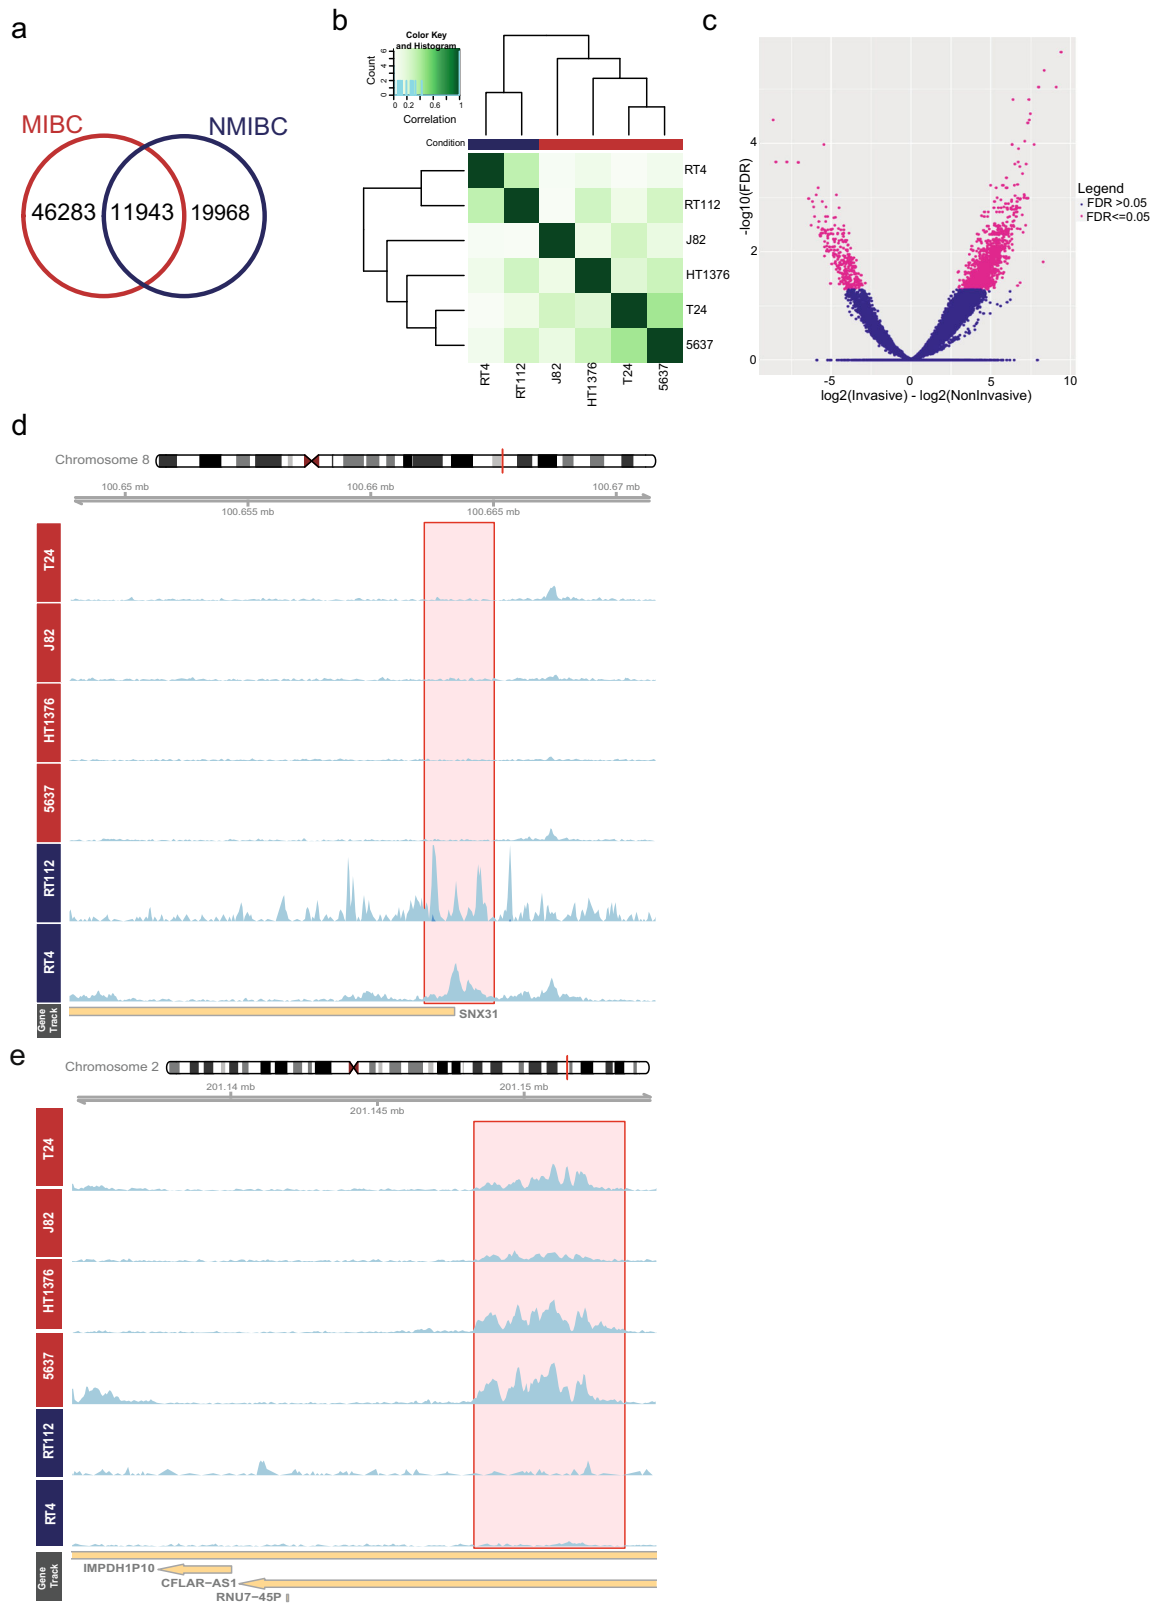 a
MIBC
NMIBC
46283
11943
19968
b
Color Key
and Histogram
Count
0 2 4 6
0 0.2 0.6 1
Correlation
Condition
RT4
RT112
J82
HT1376
T24
5637
RT4
RT112
J82
HT1376
T24
5637
c
-log10(FDR)
4
2
0
-5 0 5 10
log2(Invasive) - log2(NonInvasive)
Legend
FDR >0.05
FDR<=0.05
d
Chromosome 8
100.65 mb
100.66 mb
100.67 mb
100.655 mb
100.665 mb
T24
J82
HT1376
5637
RT112
RT4
Gene
Track
SNX31
e
Chromosome 2
201.14 mb
201.15 mb
201.145 mb
T24
J82
HT1376
5637
RT112
RT4
Gene
Track
IMPDH1P10
CFLAR−AS1
RNU7−45P